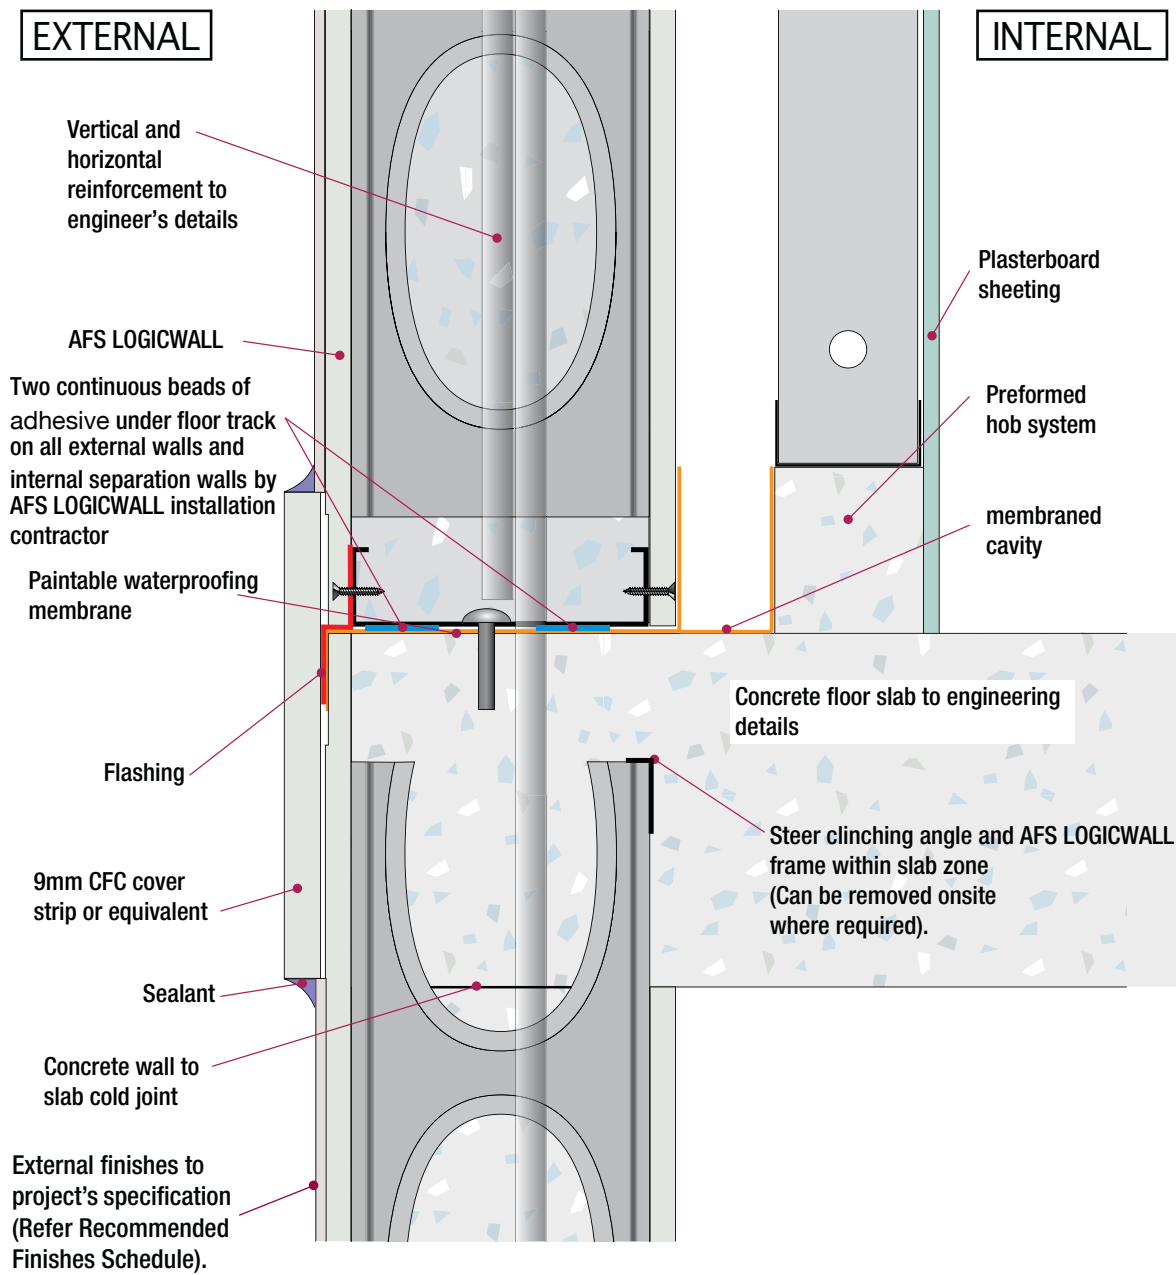 EXTERNAL
INTERNAL
Vertical and
horizontal
reinforcement to
engineer's details
Plasterboard
sheeting
AFS LOGICWALL
Two continuous beads of
adhesive under floor track
on all external walls and
internal separation walls by
AFS LOGICWALL installation
contractor
Preformed
hob system
membraned
cavity
Paintable waterproofing
membrane
Concrete floor slab to engineering
details
Flashing
Steer clinching angle and AFS LOGICWALL
frame within slab zone
(Can be removed onsite
where required).
9mm CFC cover
strip or equivalent
Sealant
Concrete wall to
slab cold joint
External finishes to
project's specification
(Refer Recommended
Finishes Schedule).